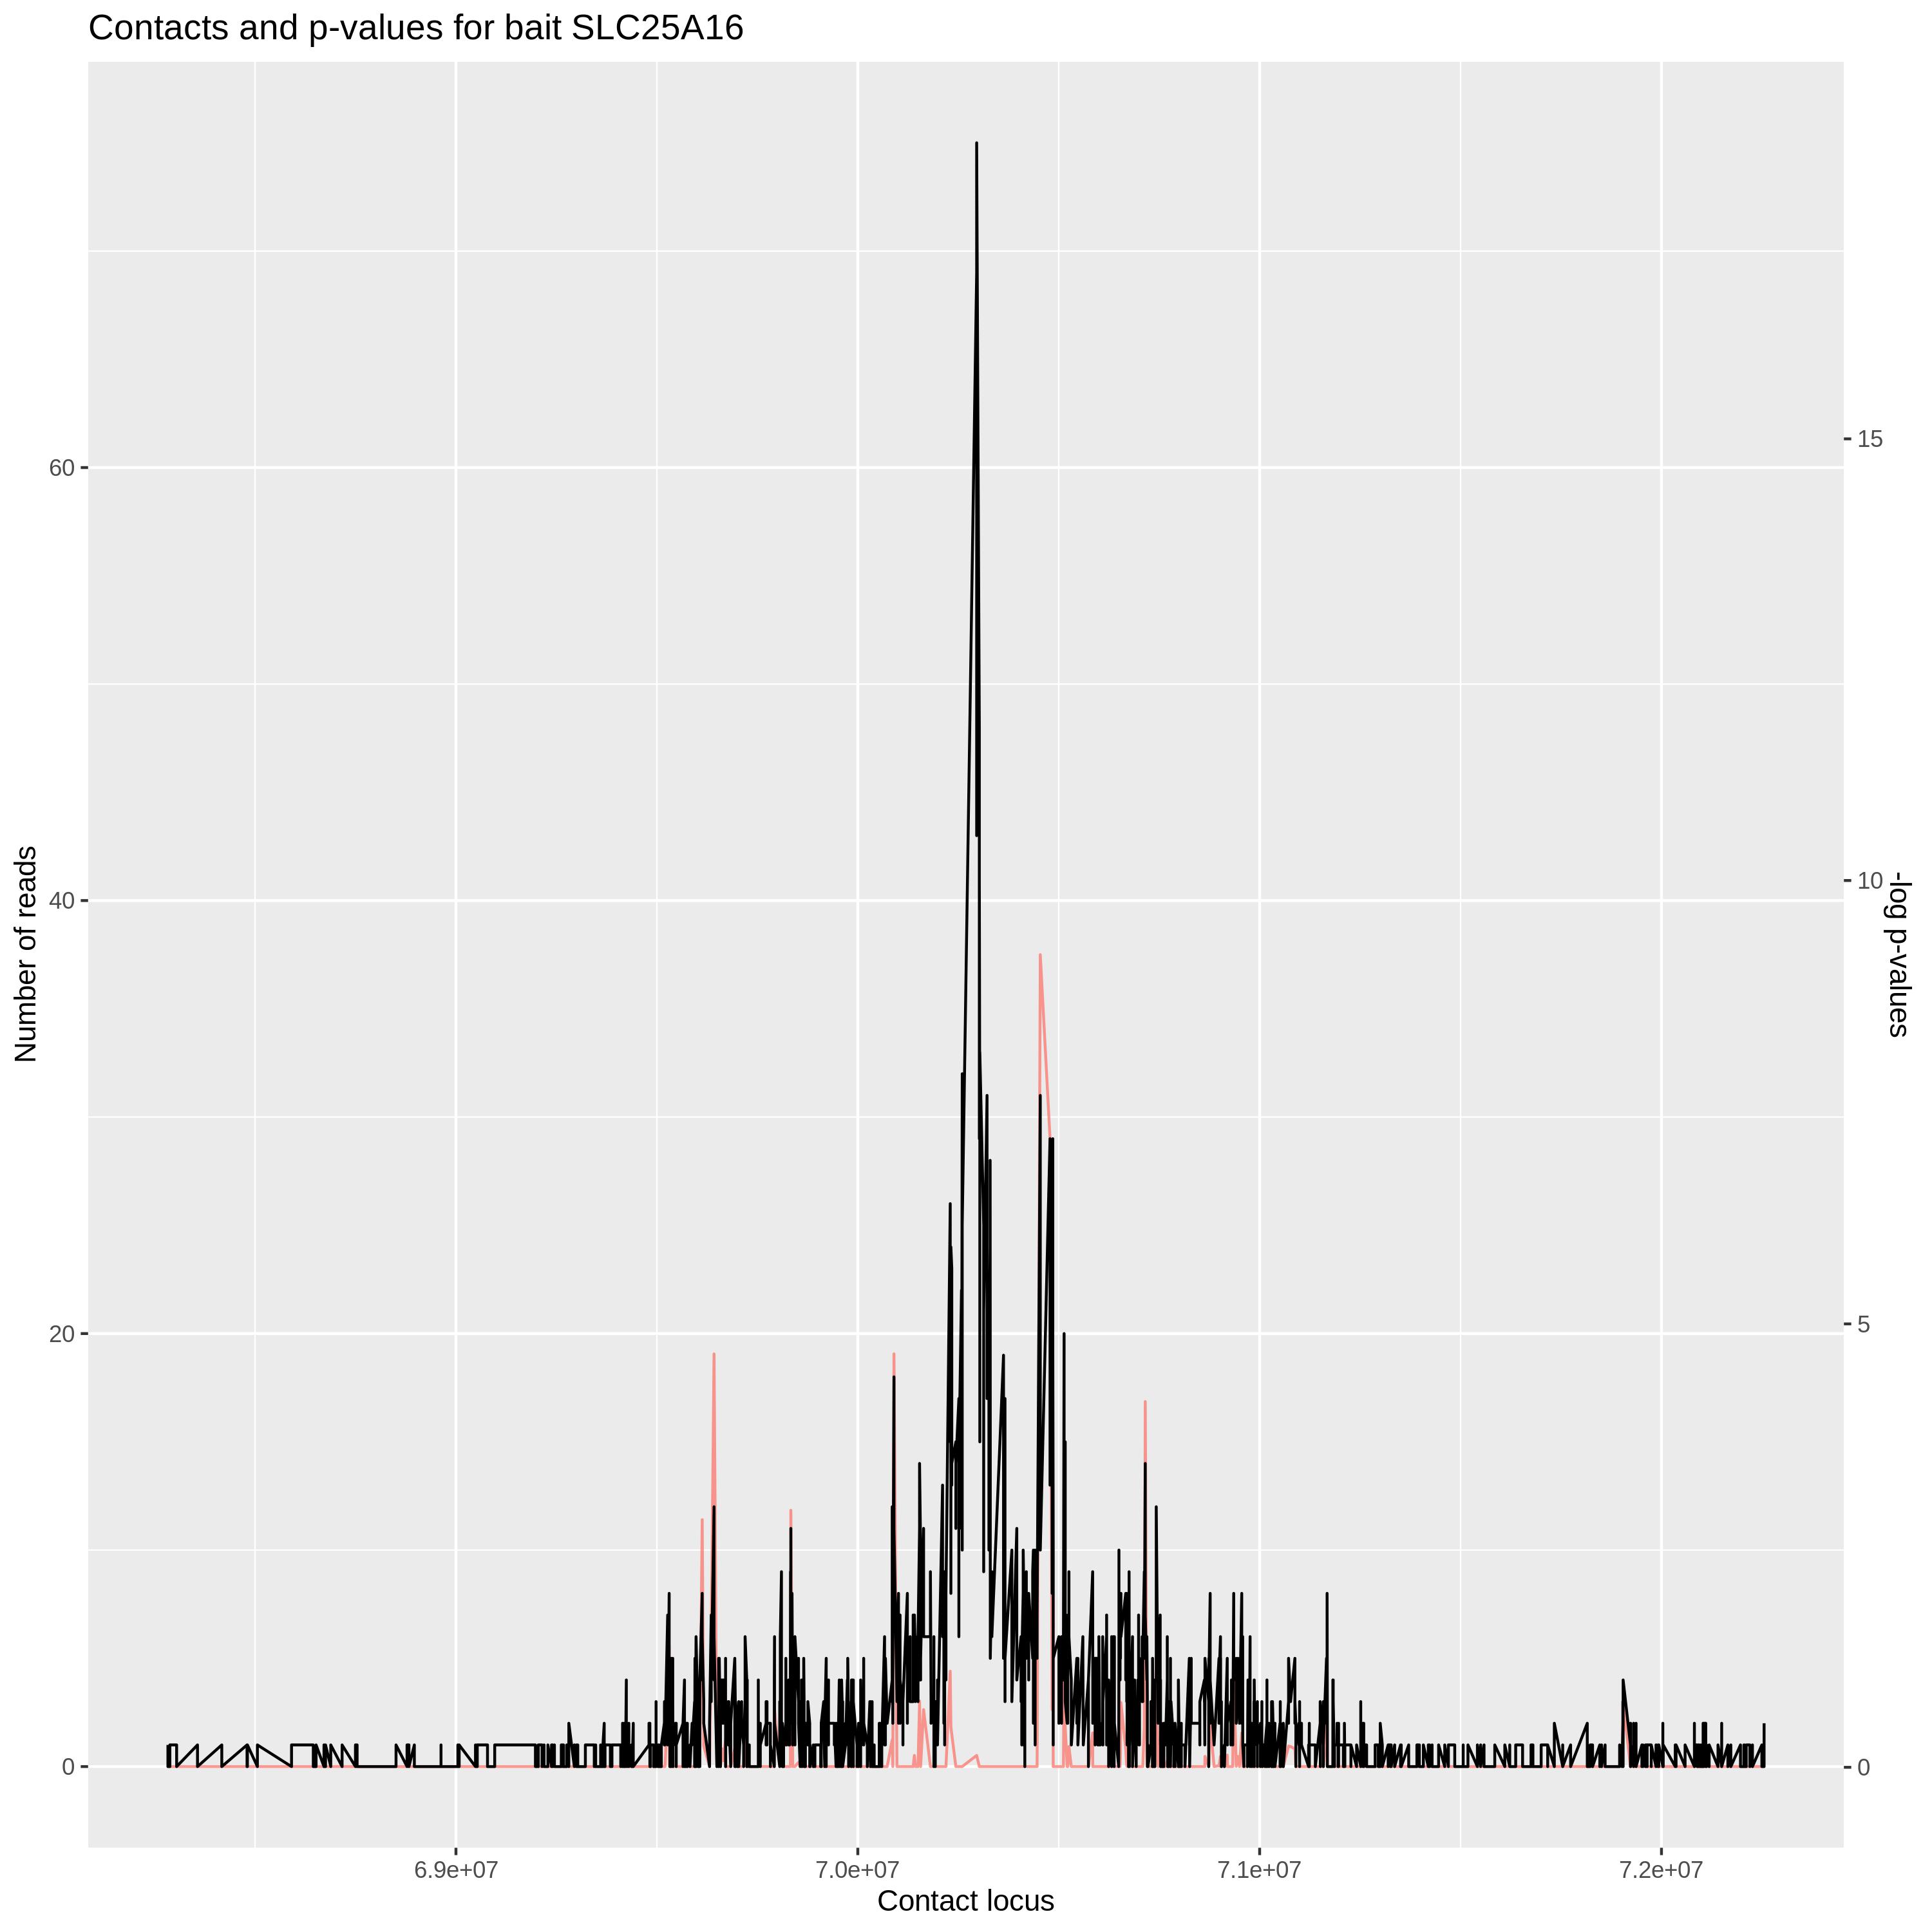 Contacts and p-values for bait SLC25A16
60
40
20
0
15
10
5
0
Number of reads
-log p-values
6.9e+07 7.0e+07 7.1e+07 7.2e+07
Contact locus